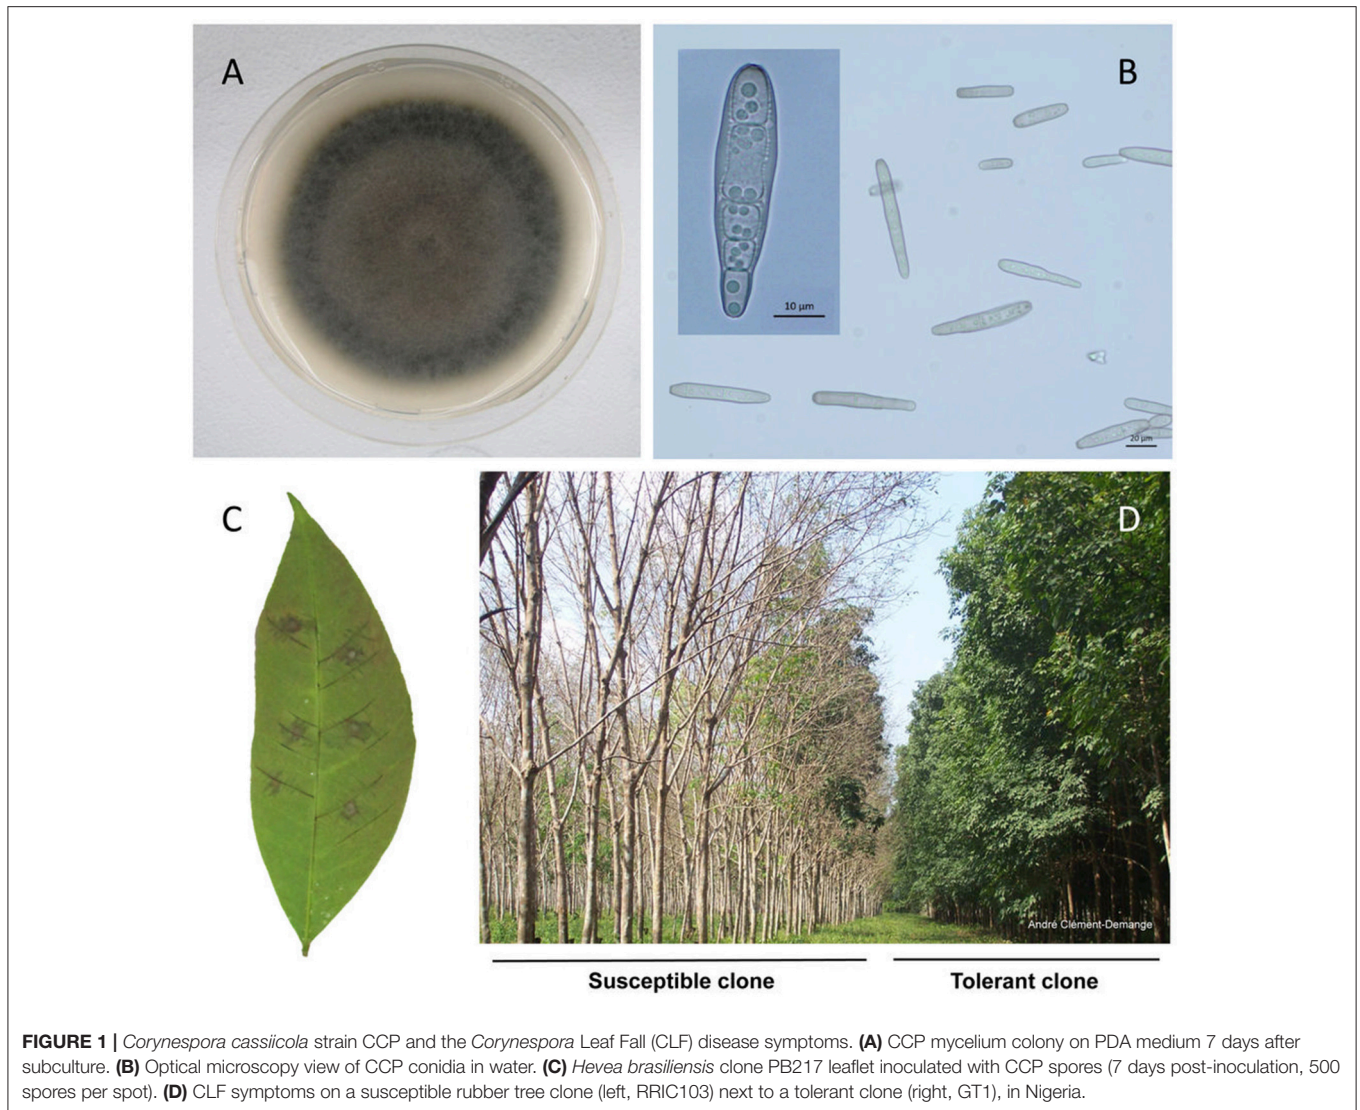 A
B
10 µm
20 µm
C
D
André Clément-Demange
Susceptible clone
Tolerant clone
FIGURE 1 | Corynespora cassiicola strain CCP and the Corynespora Leaf Fall (CLF) disease symptoms. (A) CCP mycelium colony on PDA medium 7 days after
subculture. (B) Optical microscopy view of CCP conidia in water. (C) Hevea brasiliensis clone PB217 leaflet inoculated with CCP spores (7 days post-inoculation, 500
spores per spot). (D) CLF symptoms on a susceptible rubber tree clone (left, RRIC103) next to a tolerant clone (right, GT1), in Nigeria.